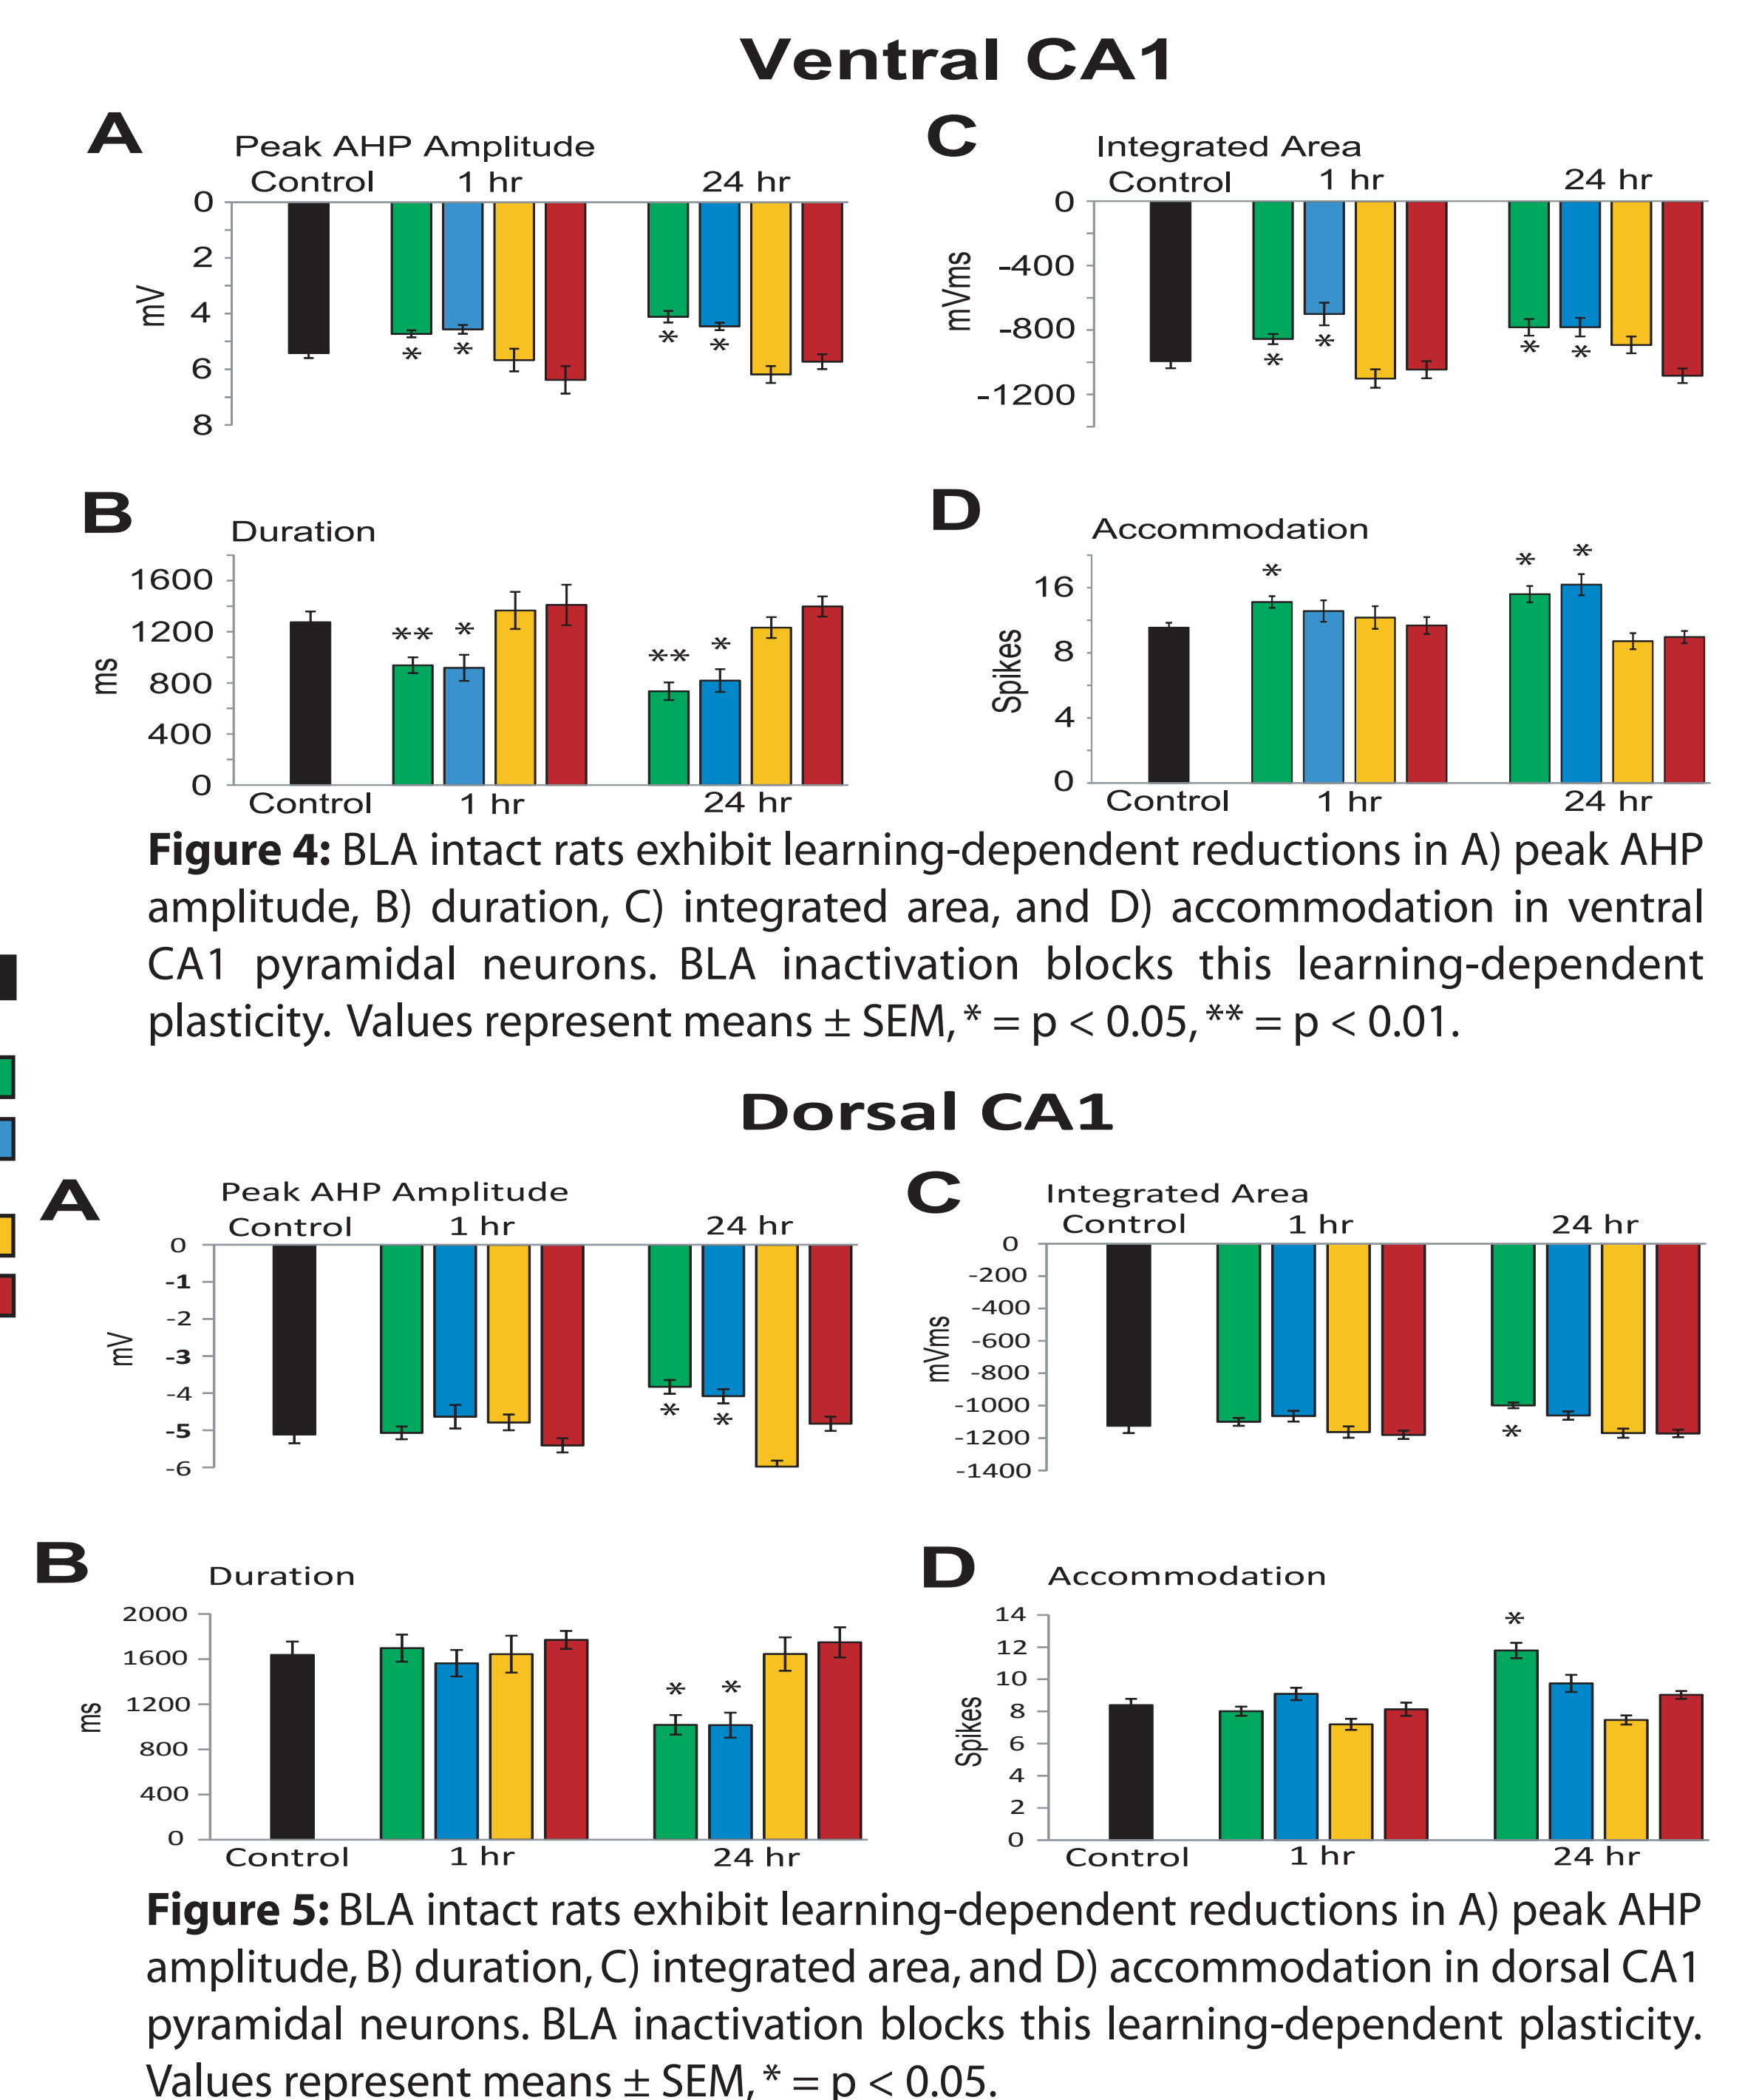 Ventral CA1
A
Peak AHP Amplitude
Control 1 hr 24 hr
0
2
4
6
8
mV
* * * *
C
Integrated Area
Control 1 hr 24 hr
0
-400
-800
-1200
mVms
* * * *
B
Duration
1600
1200
800
400
0
ms
** * ** *
Control 1 hr 24 hr
D
Accommodation
16
8
4
0
Spikes
* * *
Control 1 hr 24 hr
Figure 4: BLA intact rats exhibit learning-dependent reductions in A) peak AHP
amplitude, B) duration, C) integrated area, and D) accommodation in ventral
CA1 pyramidal neurons. BLA inactivation blocks this learning-dependent
plasticity. Values represent means ± SEM, * = p < 0.05, ** = p < 0.01.
Dorsal CA1
A
Peak AHP Amplitude
Control 1 hr 24 hr
0
-1
-2
-3
-4
-5
-6
mV
* *
C
Integrated Area
Control 1 hr 24 hr
0
-200
-400
-600
-800
-1000
-1200
-1400
mVms
*
B
Duration
2000
1600
1200
800
400
0
ms
* *
Control 1 hr 24 hr
D
Accommodation
14
12
10
8
6
4
2
0
Spikes
*
Control 1 hr 24 hr
Figure 5: BLA intact rats exhibit learning-dependent reductions in A) peak AHP
amplitude, B) duration, C) integrated area, and D) accommodation in dorsal CA1
pyramidal neurons. BLA inactivation blocks this learning-dependent plasticity.
Values represent means ± SEM, * = p < 0.05.